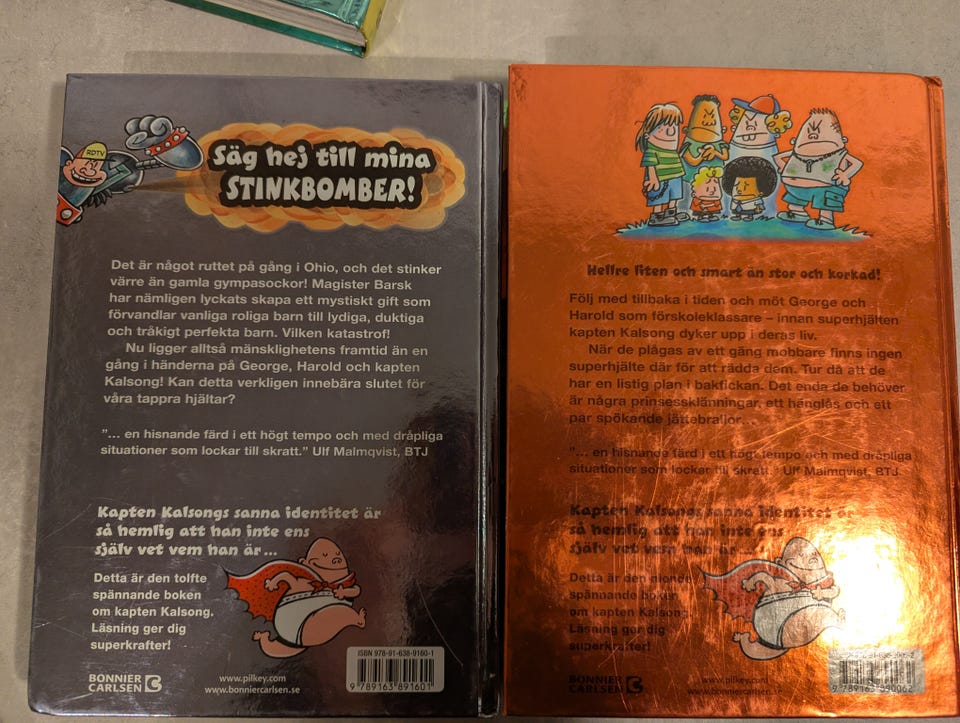 RDTV
Säg hej till mina
STINKBOMBER!
Det är något ruttet på gång i Ohio, och det stinker
värre än gamla gympasockor! Magister Barsk
har nämligen lyckats skapa ett mystiskt gift som
förvandlar vanliga roliga barn till lydiga, duktiga
och tråkigt perfekta barn. Vilken katastrof!
Nu ligger alltså mänsklighetens framtid än en
gång i händerna på George, Harold och kapten
Kalsong! Kan detta verkligen innebära slutet för
våra tappra hjältar?
"... en hisnande färd i ett högt tempo och med dråpliga
situationer som lockar till skratt." Ulf Malmqvist, BTJ
Kapten Kalsongs sanna identitet är
så hemlig att han inte ens
själv vet vem han är ...
Detta är den tolfte
spännande boken
om kapten Kalsong.
Läsning ger dig
superkrafter!
BONNIER
CARLSEN
www.pilkey.com
www.bonniercarlsen.se
ISBN 978-91-638-9160-1
9 789163 891601
Hellre liten och smart än stor och korkad!
Följ med tillbaka i tiden och möt George och
Harold som förskoleklassare – innan superhjälten
kapten Kalsong dyker upp i deras liv.
När de plågas av ett gäng mobbare finns ingen
superhjälte där för att rädda dem. Tur då att de
har en listig plan i bakfickan. Det enda de behöver
är några prinsessklänningar, ett hänglås och ett
par spökande jättebraljor...
"... en hisnande färd i ett högt tempo och med dråpliga
situationer som lockar till skratt." Ulf Malmqvist, BTJ
Kapten Kalsongs sanna identitet är
så hemlig att han inte ens
själv vet vem han är ...
Detta är den nionde
spännande boken
om kapten Kalsong.
Läsning ger dig
superkrafter!
BONNIER
CARLSEN
www.pilkey.com
www.bonniercarlsen.se
9 789163 890062